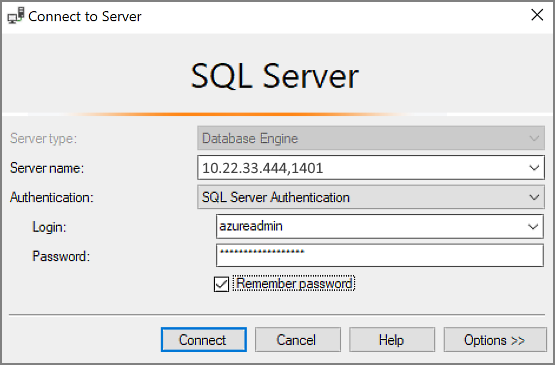 Connect to Server
SQL Server
Server type: Database Engine
Server name: 10.22.33.444,1401
Authentication: SQL Server Authentication
Login: azureadmin
Password: ******************
Remember password
Connect Cancel Help Options >>